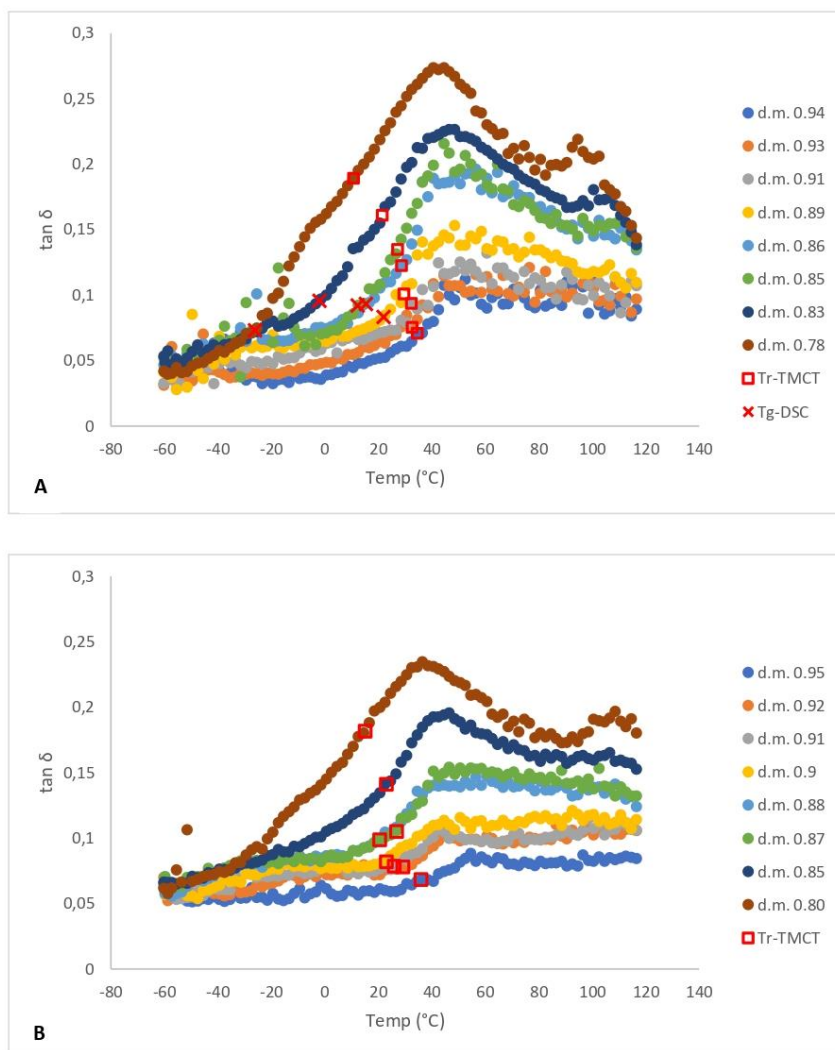 0,3
0,25
0,2
0,15
0,1
0,05
0
tan δ
-80 -60 -40 -20 0 20 40 60 80 100 120 140
Temp (°C)
d.m. 0.94
d.m. 0.93
d.m. 0.91
d.m. 0.89
d.m. 0.86
d.m. 0.85
d.m. 0.83
d.m. 0.78
Tr-TMCT
Tg-DSC
A
0,3
0,25
0,2
0,15
0,1
0,05
0
tan δ
-80 -60 -40 -20 0 20 40 60 80 100 120 140
Temp (°C)
d.m. 0.95
d.m. 0.92
d.m. 0.91
d.m. 0.9
d.m. 0.88
d.m. 0.87
d.m. 0.85
d.m. 0.80
Tr-TMCT
B